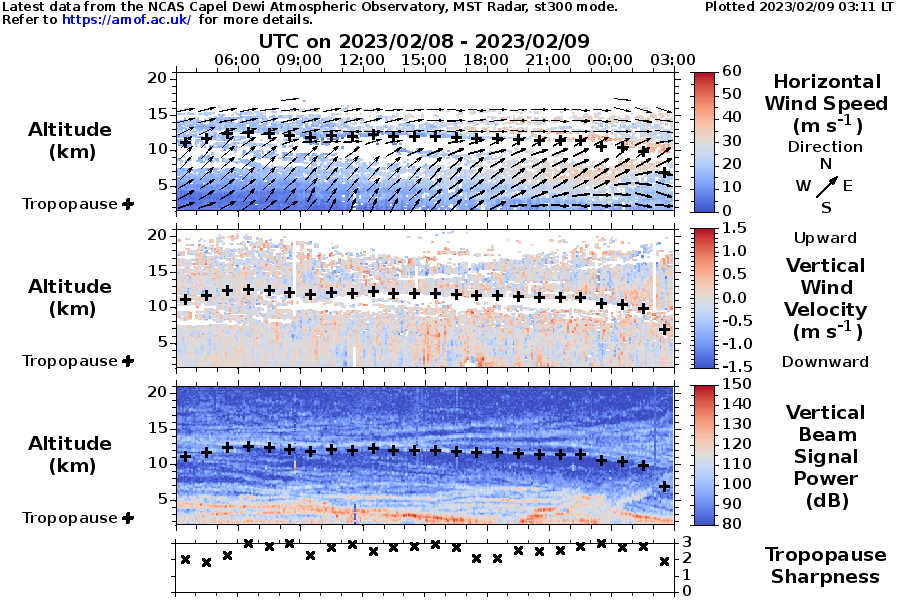 Latest data from the NCAS Capel Dewi Atmospheric Observatory, MST Radar, st300 mode.
Plotted 2023/02/09 03:11 LT
Refer to https://amof.ac.uk/ for more details.
UTC on 2023/02/08 - 2023/02/09
06:00 09:00 12:00 15:00 18:00 21:00 00:00 03:00
Altitude
(km)
Tropopause
20
15
10
5
60
50
40
30
20
10
0
Horizontal
Wind Speed
(m s-1)
Direction
N
W E
S
Altitude
(km)
Tropopause
20
15
10
5
1.5
1.0
0.5
0.0
-0.5
-1.0
-1.5
Upward
Vertical
Wind
Velocity
(m s-1)
Downward
Altitude
(km)
Tropopause
20
15
10
5
150
140
130
120
110
100
90
80
Vertical
Beam
Signal
Power
(dB)
3
2
1
0
Tropopause
Sharpness